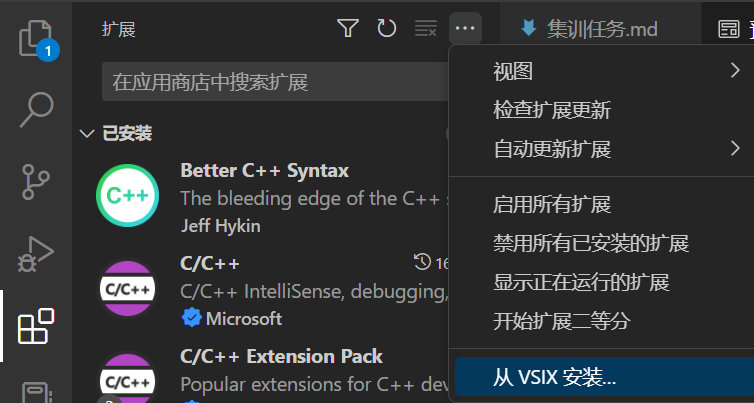 扩展
集训任务.md
1
在应用商店中搜索扩展
已安装
C++
Better C++ Syntax
The bleeding edge of the C++
Jeff Hykin
C/C++
C/C++
16
C/C++ IntelliSense, debugging,
Microsoft
C/C++
C/C++ Extension Pack
Popular extensions for C++ dev
视图
检查扩展更新
自动更新扩展
启用所有扩展
禁用所有已安装的扩展
显示正在运行的扩展
开始扩展二等分
从 VSIX 安装...